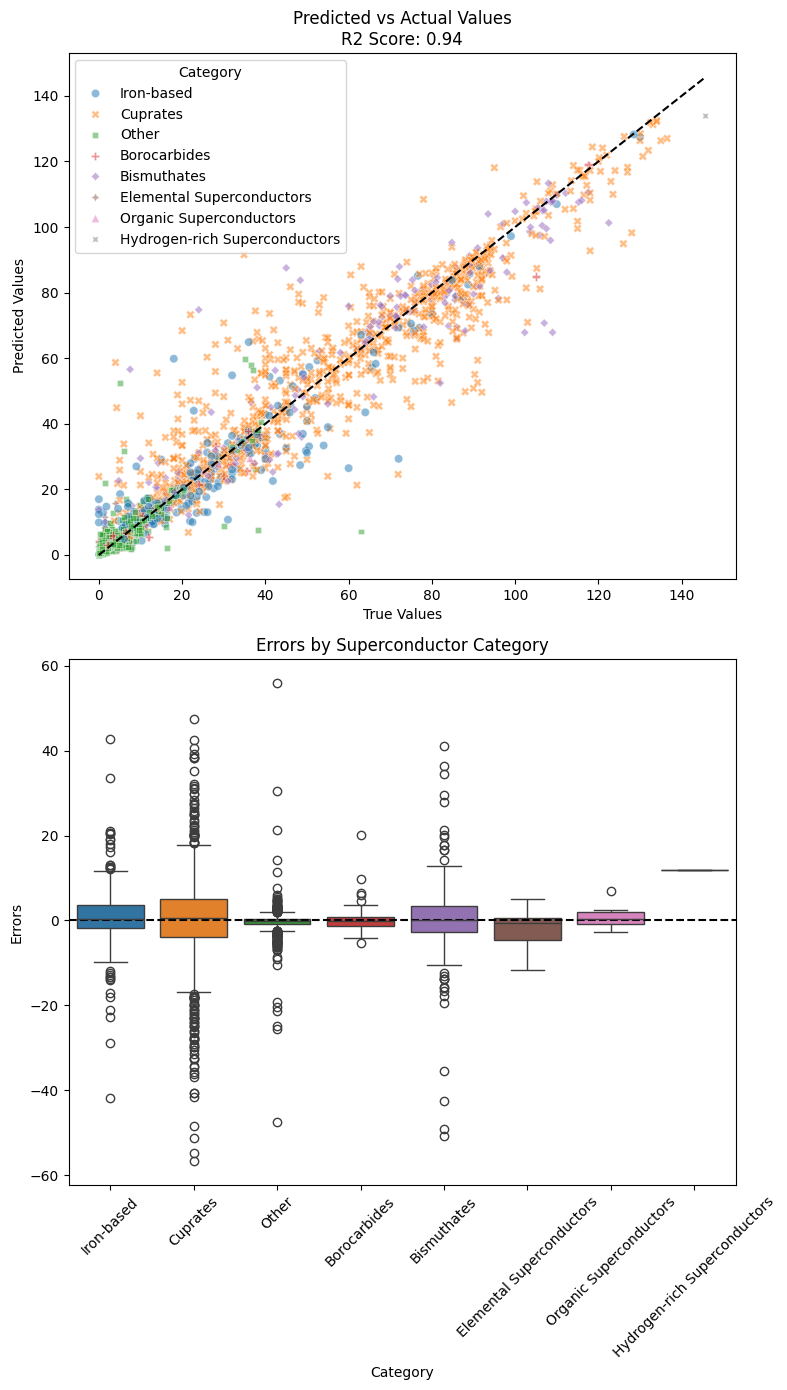 Predicted vs Actual Values
R2 Score: 0.94
Category
Iron-based
Cuprates
Other
Borocarbides
Bismuthates
Elemental Superconductors
Organic Superconductors
Hydrogen-rich Superconductors
Predicted Values
140
120
100
80
60
40
20
0
0 20 40 60 80 100 120 140
True Values
Errors by Superconductor Category
Errors
60
40
20
0
−20
−40
−60
Iron-based
Cuprates
Other
Borocarbides
Bismuthates
Elemental Superconductors
Organic Superconductors
Hydrogen-rich Superconductors
Category